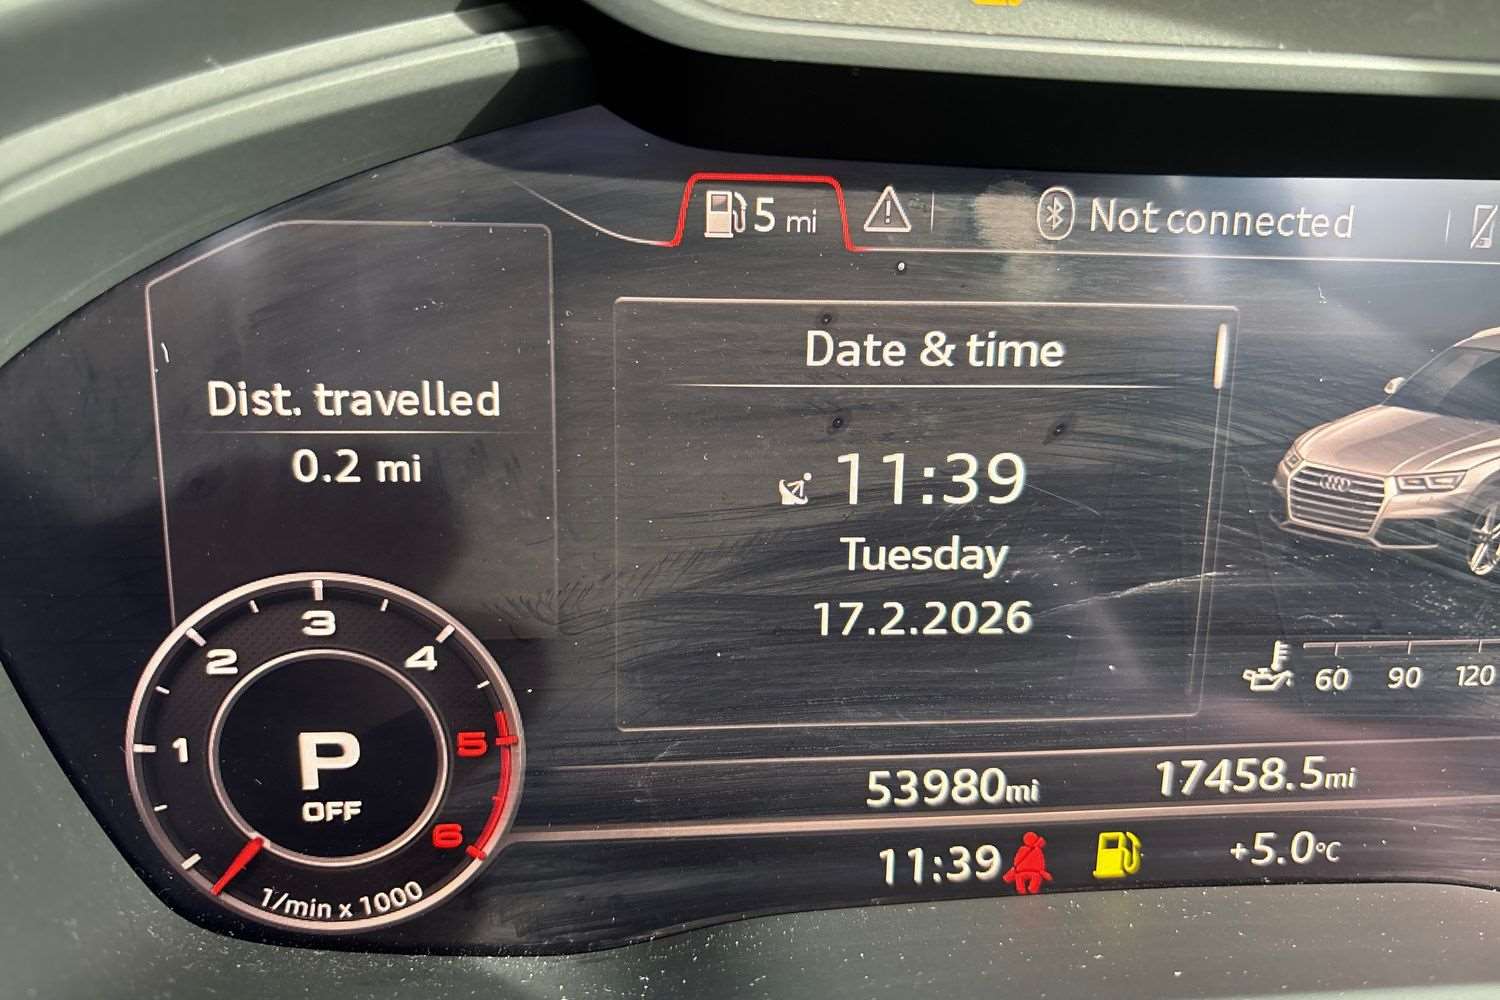 5 mi
Not connected
Dist. travelled
0.2 mi
Date & time
11:39
Tuesday
17.2.2026
1
2
3
4
5
6
P
OFF
1/min x 1000
60 90 120
53980mi 17458.5mi
11:39 +5.0°C